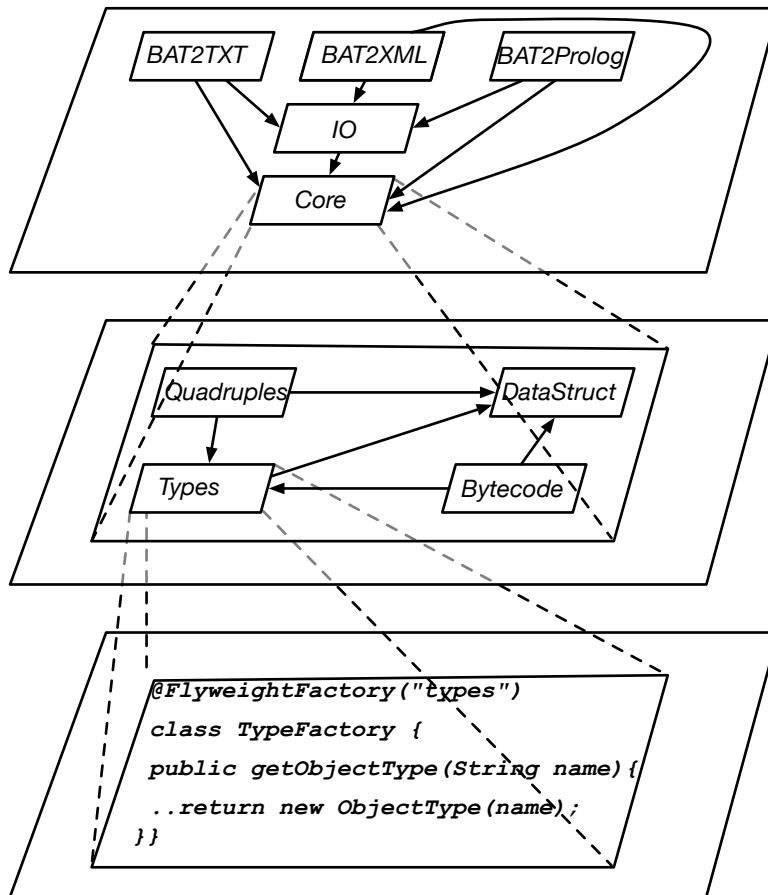 BAT2TXT
BAT2XML
BAT2Prolog
IO
Core
Quadruples
DataStruct
Types
Bytecode
@FlyweightFactory("types")
class TypeFactory {
public getObjectType(String name){
..return new ObjectType(name);
}}